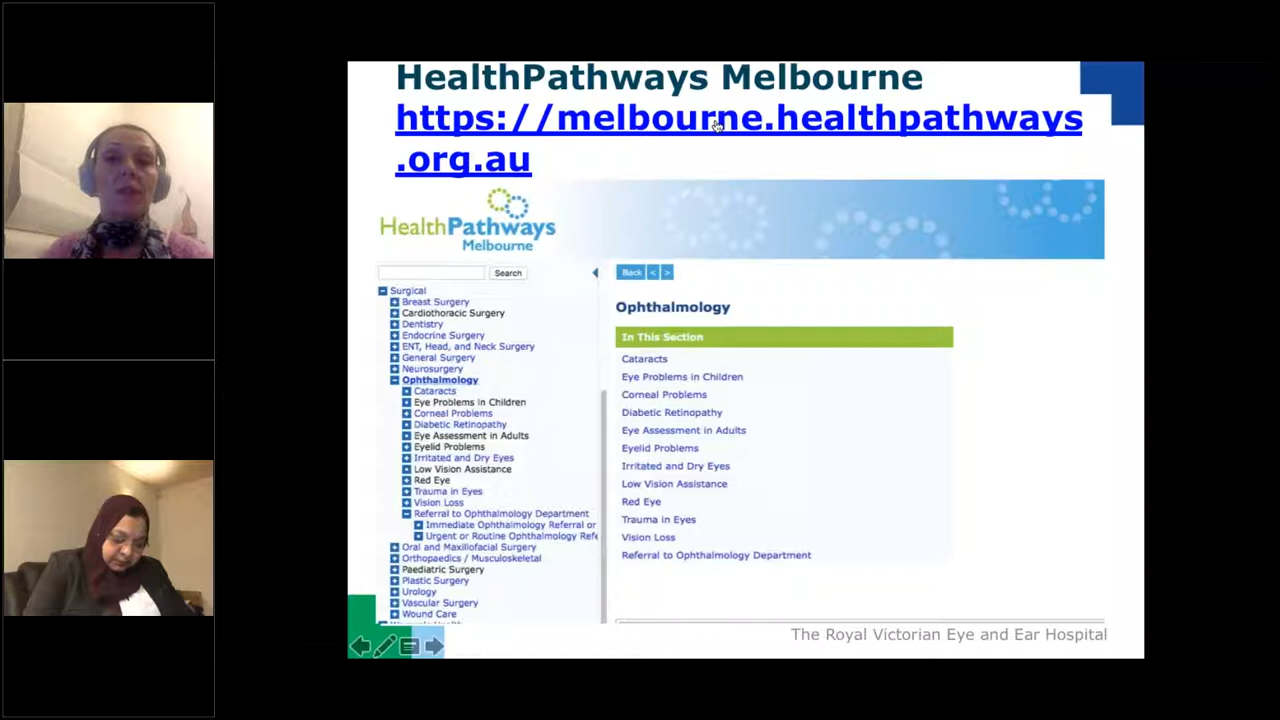 HealthPathways Melbourne
https://melbourne.healthpathways
.org.au
HealthPathways
Melbourne
Search
Surgical
Breast Surgery
Cardiothoracic Surgery
Dentistry
Endocrine Surgery
ENT, Head, and Neck Surgery
General Surgery
Neurosurgery
Ophthalmology
Cataracts
Eye Problems in Children
Corneal Problems
Diabetic Retinopathy
Eye Assessment in Adults
Eyelid Problems
Irritated and Dry Eyes
Low Vision Assistance
Red Eye
Trauma in Eyes
Vision Loss
Referral to Ophthalmology Department
Immediate Ophthalmology Referral or
Urgent or Routine Ophthalmology Refe
Oral and Maxillofacial Surgery
Orthopaedics / Musculoskeletal
Paediatric Surgery
Plastic Surgery
Urology
Vascular Surgery
Wound Care
Back < >
Ophthalmology
In This Section
Cataracts
Eye Problems in Children
Corneal Problems
Diabetic Retinopathy
Eye Assessment in Adults
Eyelid Problems
Irritated and Dry Eyes
Low Vision Assistance
Red Eye
Trauma in Eyes
Vision Loss
Referral to Ophthalmology Department
The Royal Victorian Eye and Ear Hospital